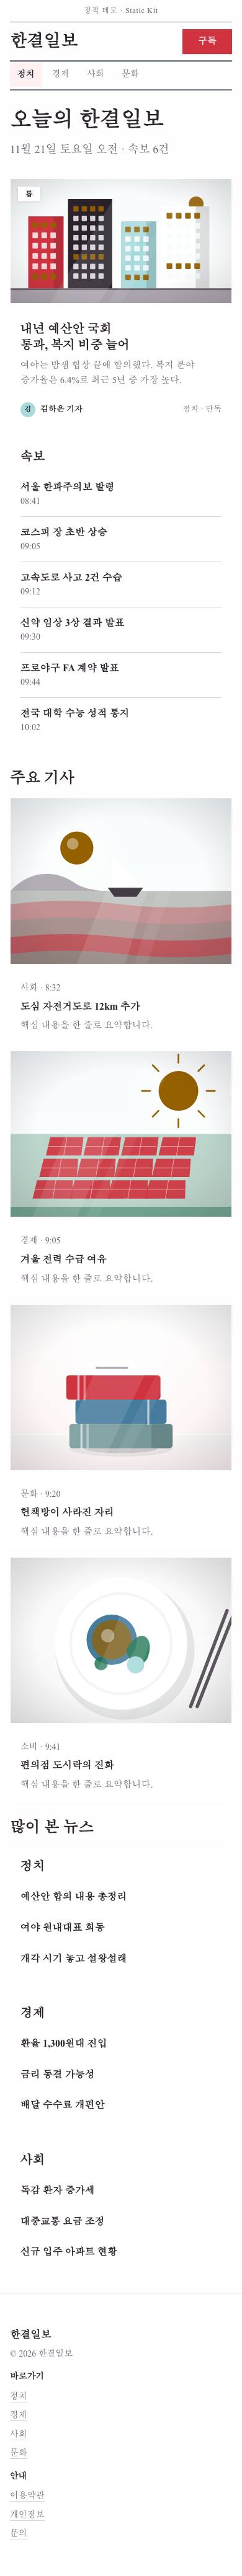 정적 데모 · Static Kit
한결일보
구독
정치 경제 사회 문화
오늘의 한결일보
11월 21일 토요일 오전 · 속보 6건
톱
내년 예산안 국회
통과, 복지 비중 늘어
여야는 밤샘 협상 끝에 합의했다. 복지 분야
증가율은 6.4%로 최근 5년 중 가장 높다.
김 김하은 기자 정치 · 단독
속보
서울 한파주의보 발령
08:41
코스피 장 초반 상승
09:05
고속도로 사고 2건 수습
09:12
신약 임상 3상 결과 발표
09:30
프로야구 FA 계약 발표
09:44
전국 대학 수능 성적 통지
10:02
주요 기사
사회 · 8:32
도심 자전거도로 12km 추가
핵심 내용을 한 줄로 요약합니다.
경제 · 9:05
겨울 전력 수급 여유
핵심 내용을 한 줄로 요약합니다.
문화 · 9:20
헌책방이 사라진 자리
핵심 내용을 한 줄로 요약합니다.
소비 · 9:41
편의점 도시락의 진화
핵심 내용을 한 줄로 요약합니다.
많이 본 뉴스
정치
예산안 합의 내용 총정리
여야 원내대표 회동
개각 시기 놓고 설왕설래
경제
환율 1,300원대 진입
금리 동결 가능성
배달 수수료 개편안
사회
독감 환자 증가세
대중교통 요금 조정
신규 입주 아파트 현황
한결일보
© 2026 한결일보
바로가기
정치
경제
사회
문화
안내
이용약관
개인정보
문의